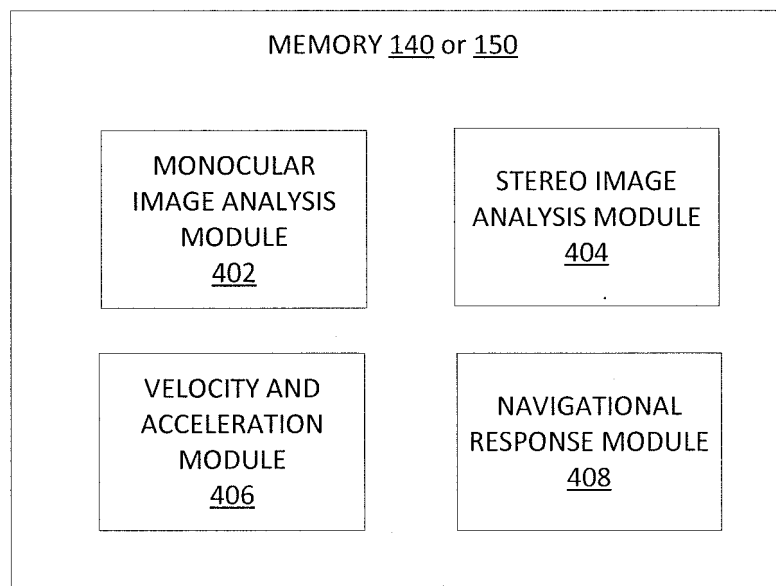 MEMORY 140 or 150
MONOCULAR
IMAGE ANALYSIS
MODULE
402
STEREO IMAGE
ANALYSIS MODULE
404
VELOCITY AND
ACCELERATION
MODULE
406
NAVIGATIONAL
RESPONSE MODULE
408